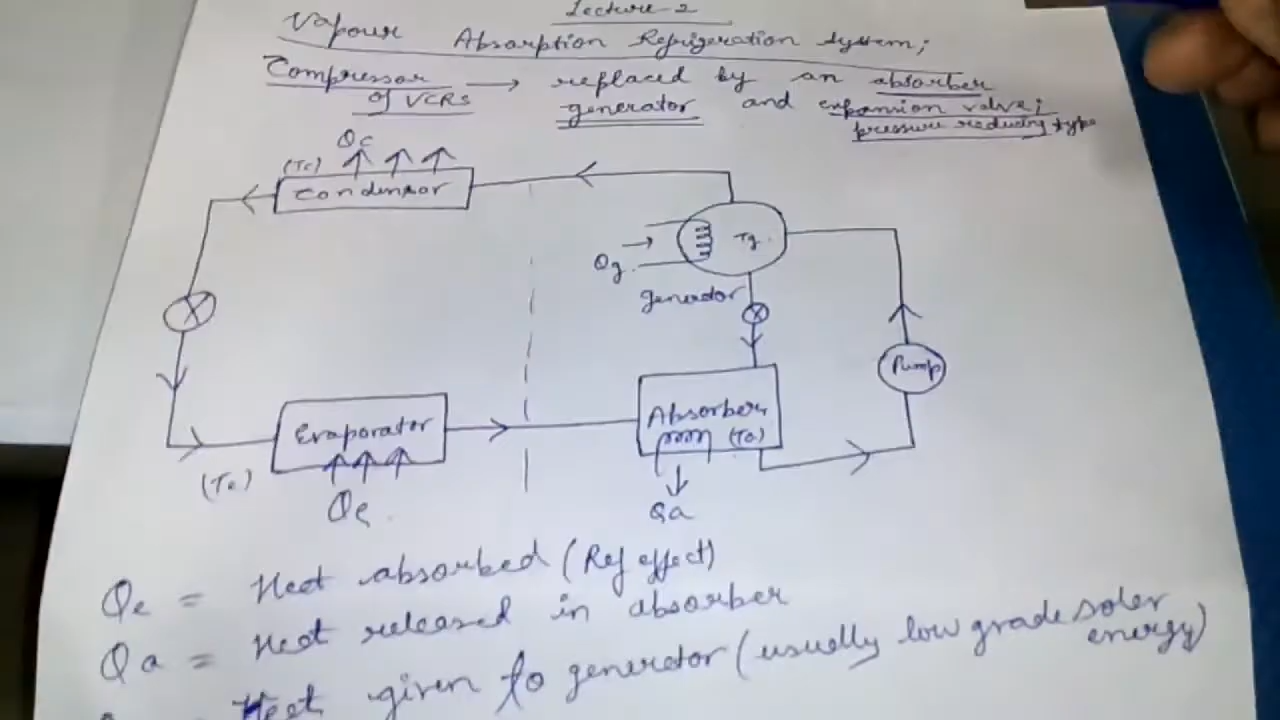 Lecture-2
Vapour Absorption Refrigeration System;
Compressor of VCRS → replaced by an absorber
generator and expansion valve;
pressure reducing type
Qc
(Tc)
Condensor
Tg.
Qg.
generator
Pump
Absorber
(Ta)
Evaporator
(Te)
Qe
Qa
Qe = Heat absorbed (Ref effect)
Qa = Heat released in absorber
Heat given to generator (usually low grade solar energy)